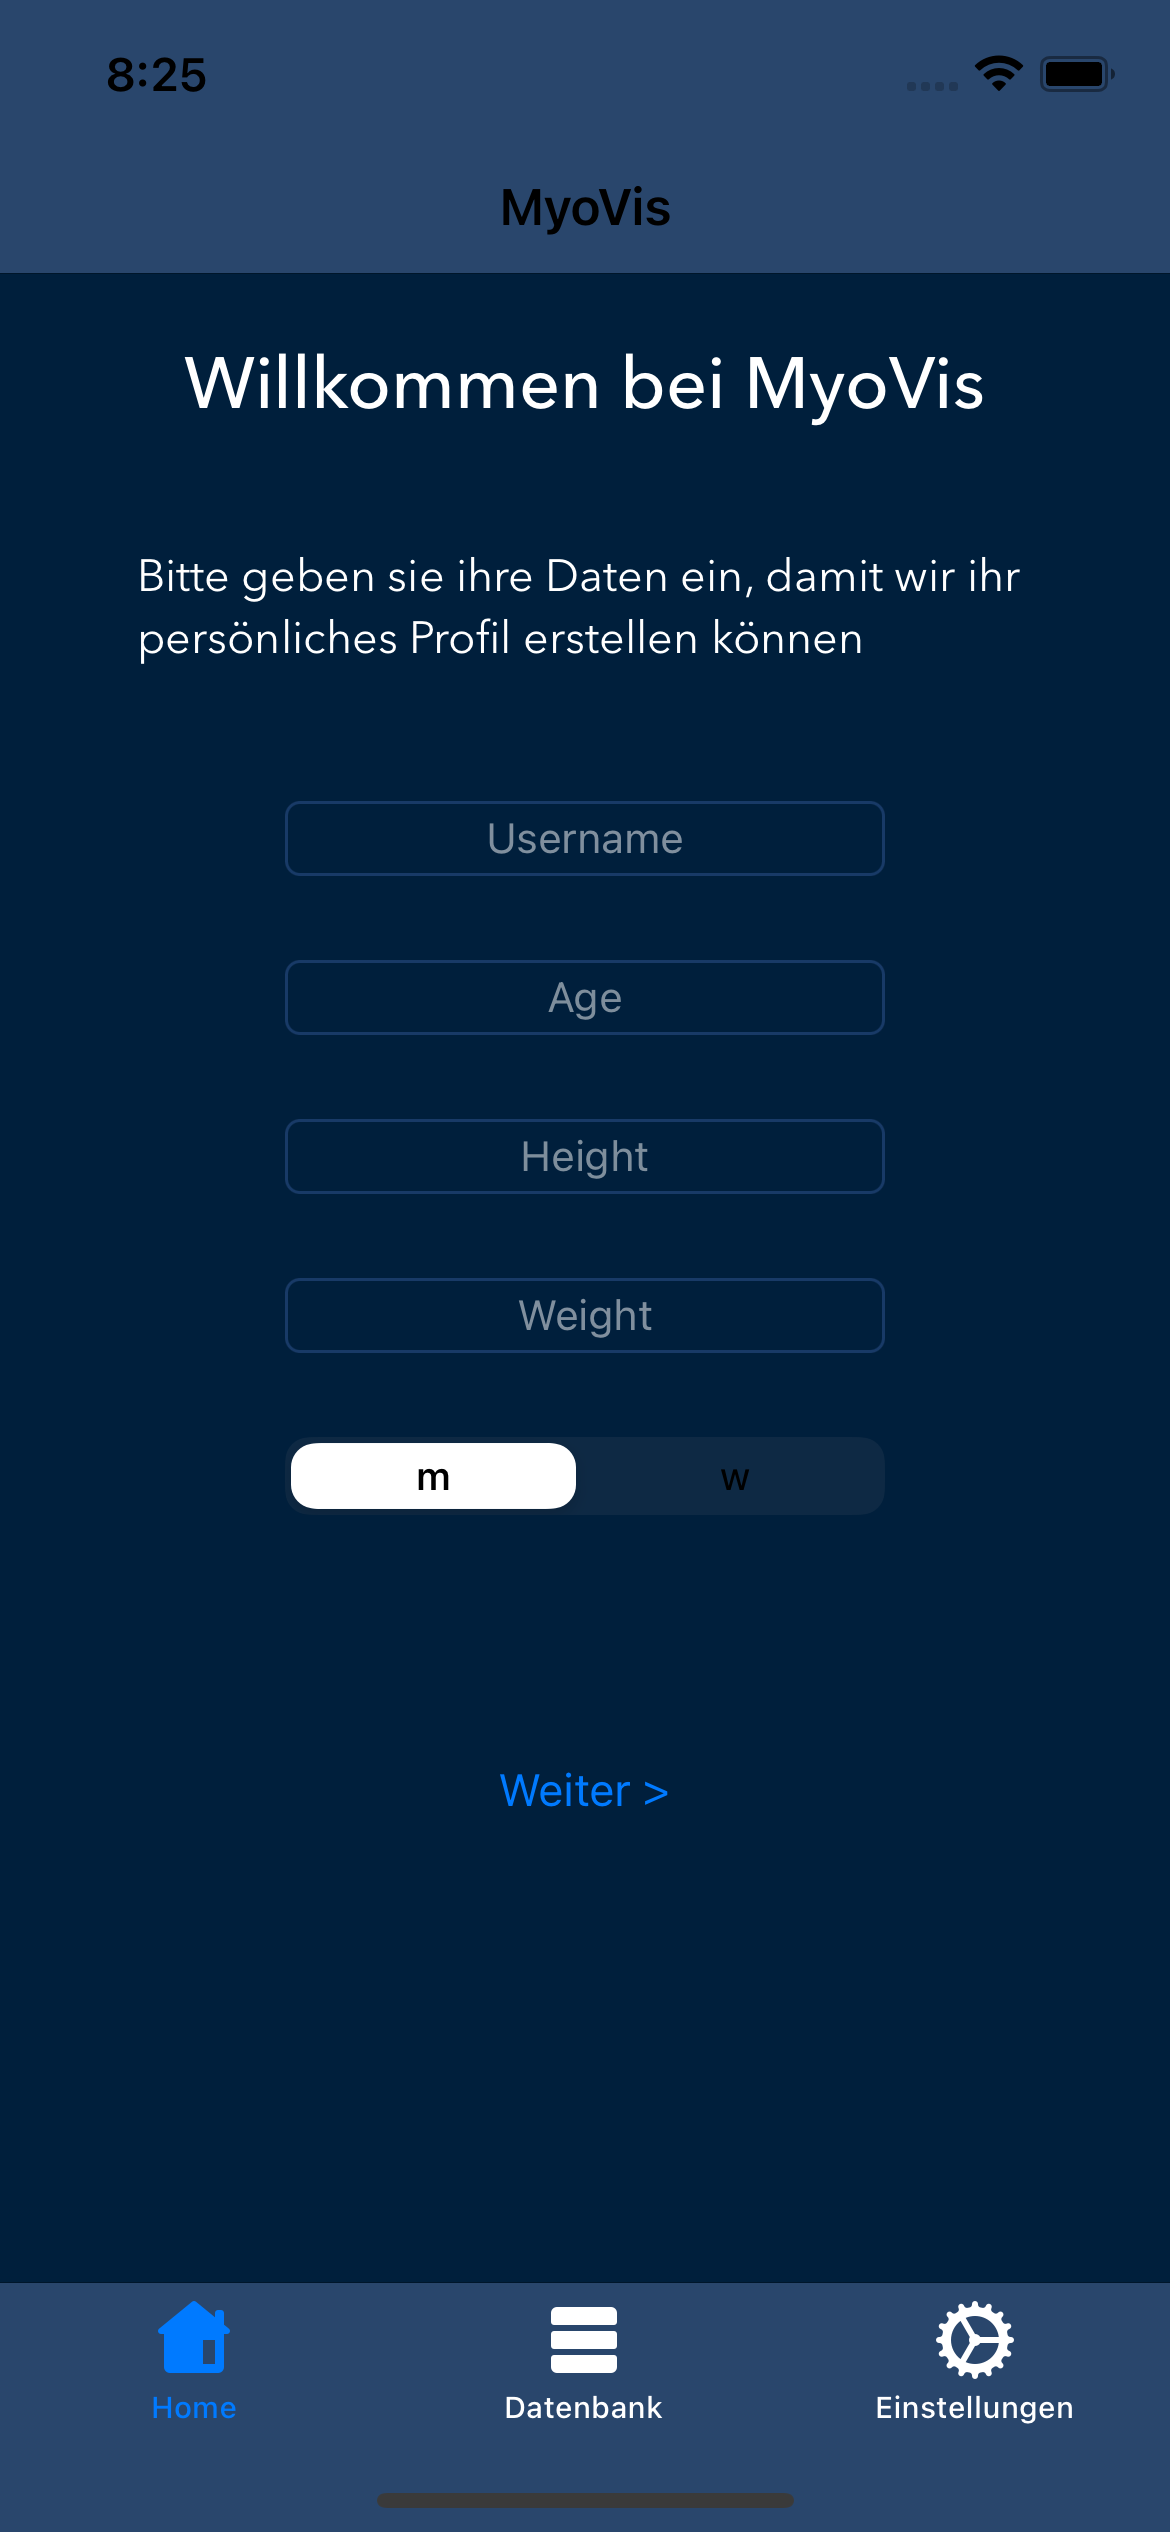 8:25
MyoVis
Willkommen bei MyoVis
Bitte geben sie ihre Daten ein, damit wir ihr
persönliches Profil erstellen können
Username
Age
Height
Weight
m w
Weiter >
Home Datenbank Einstellungen